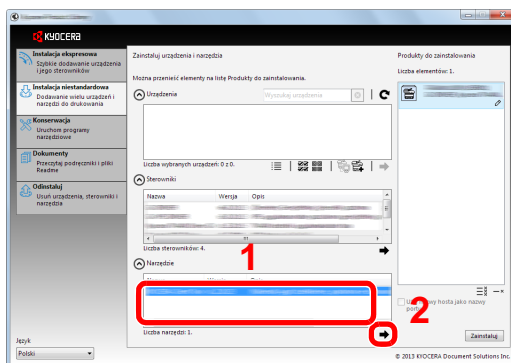 KYOCERA
Instalacja ekspresowa
Szybkie dodawanie urządzenia
i jego sterowników
Instalacja niestandardowa
Dodawanie wielu urządzeń i
narzędzi do drukowania
Konserwacja
Uruchom programy
narzędziowe
Dokumenty
Przeczytaj podręczniki i pliki
Readme
Odinstaluj
Usuń urządzenia, sterowniki i
narzędzia
Język
Polski
Zainstaluj urządzenia i narzędzia
Można przenieść elementy na listę Produkty do zainstalowania.
Urządzenia
Wyszukaj urządzenia
Liczba wybranych urządzeń: 0 z 0.
Sterowniki
Nazwa Wersja Opis
Liczba sterowników: 4.
1
Narzędzie
Liczba narzędzi: 1.
2
Produkty do zainstalowania
Liczba elementów: 1.
hosta jako nazwy
Zainstaluj
© 2013 KYOCERA Document Solutions Inc.